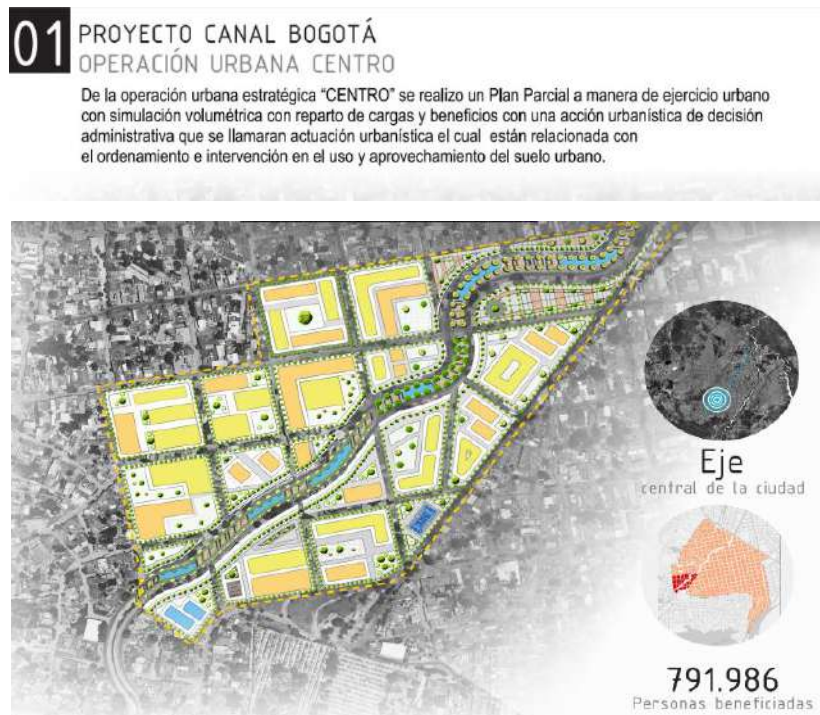 01
PROYECTO CANAL BOGOTÁ
OPERACIÓN URBANA CENTRO
De la operación urbana estratégica “CENTRO” se realizo un Plan Parcial a manera de ejercicio urbano
con simulación volumétrica con reparto de cargas y beneficios con una acción urbanística de decisión
administrativa que se llamaran actuación urbanística el cual están relacionada con
el ordenamiento e intervención en el uso y aprovechamiento del suelo urbano.
Eje
central de la ciudad
791.986
Personas beneficiadas